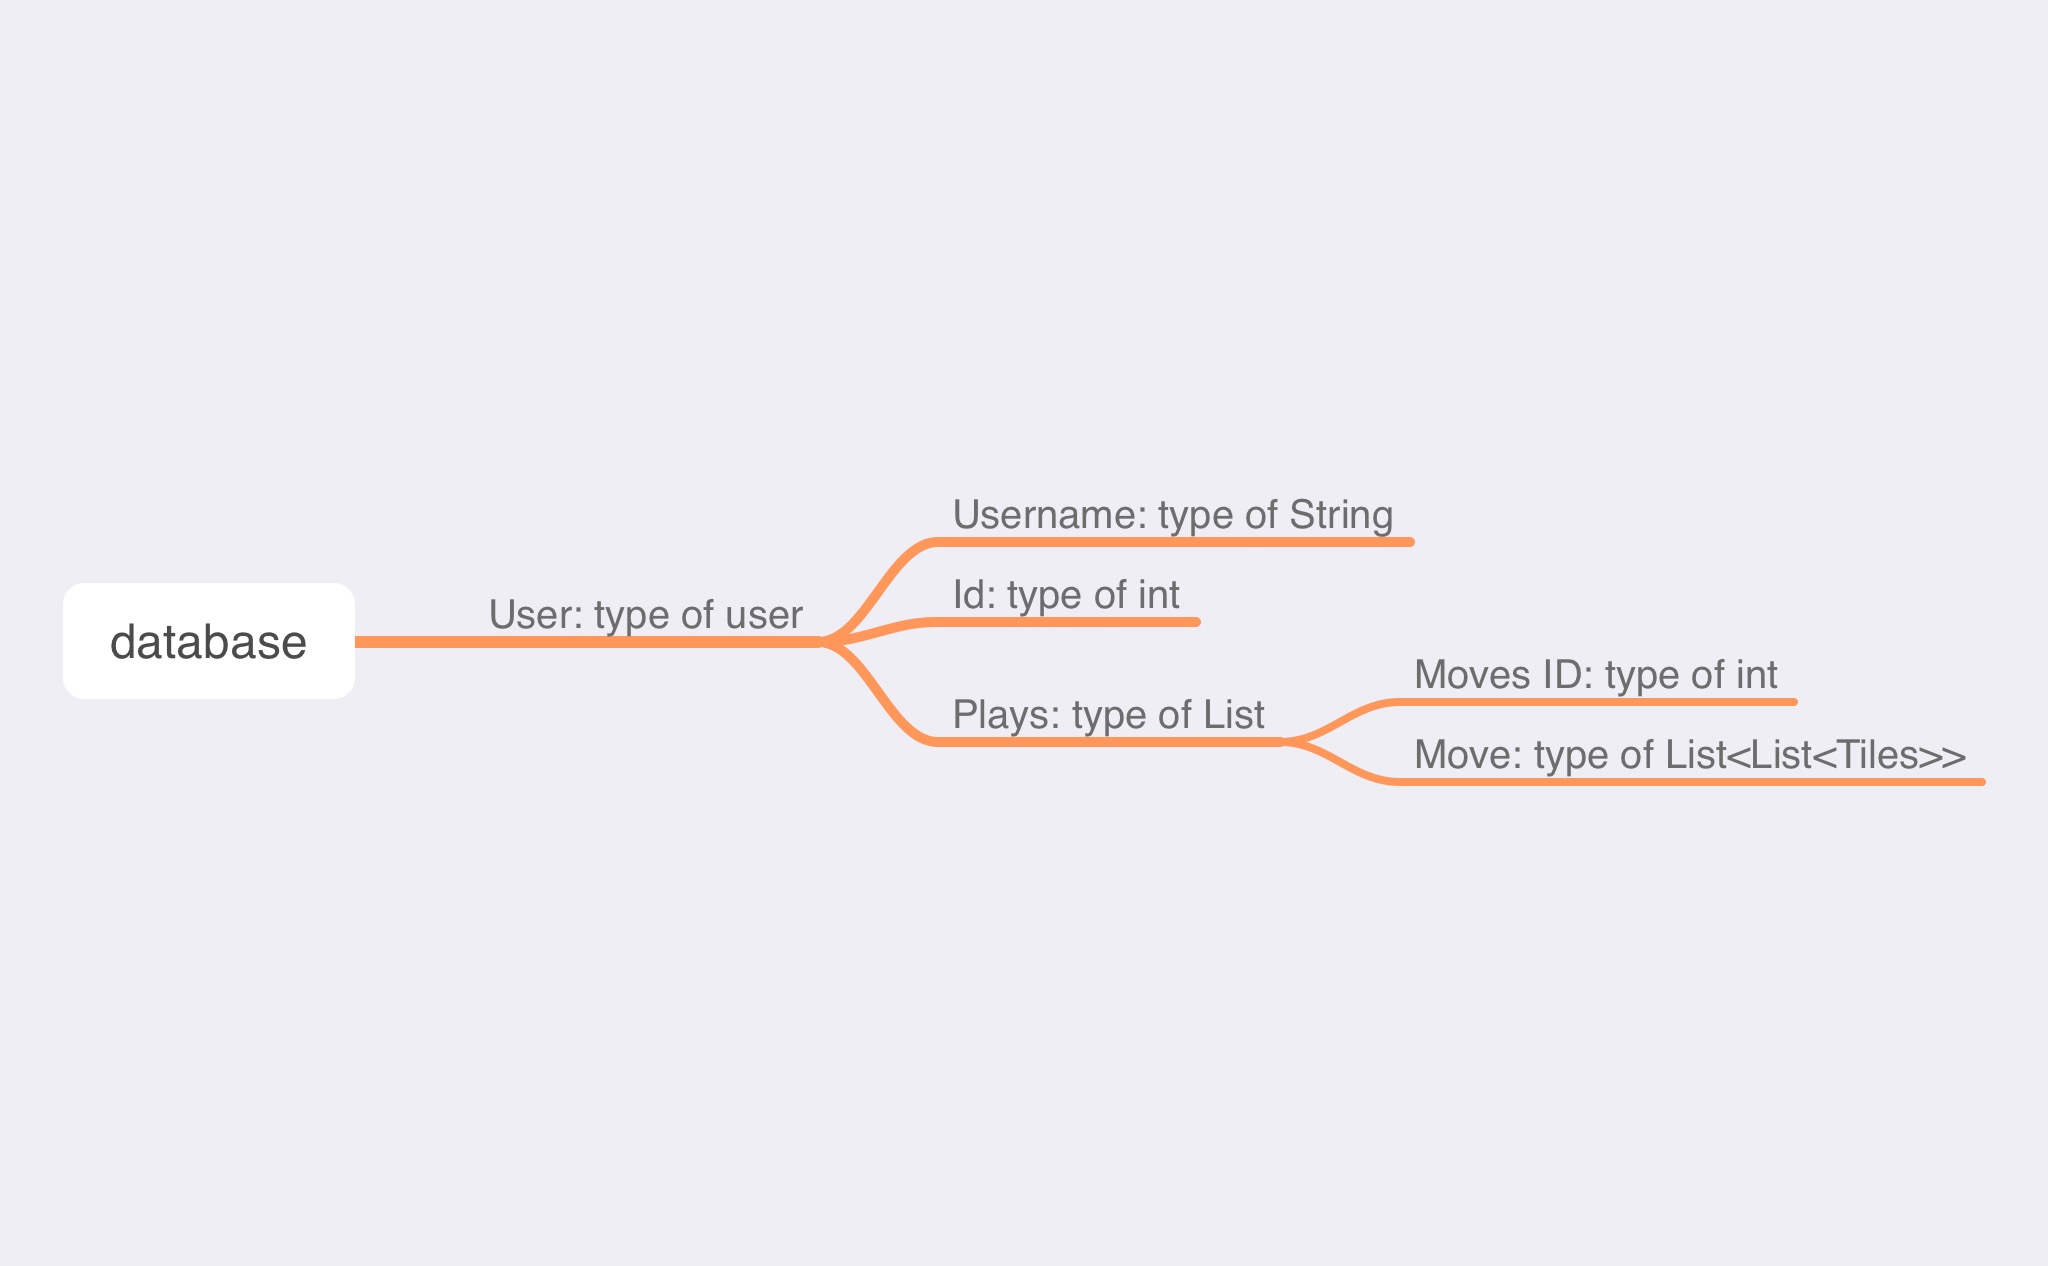 database
User: type of user
Username: type of String
Id: type of int
Plays: type of List
Moves ID: type of int
Move: type of List<List<Tiles>>